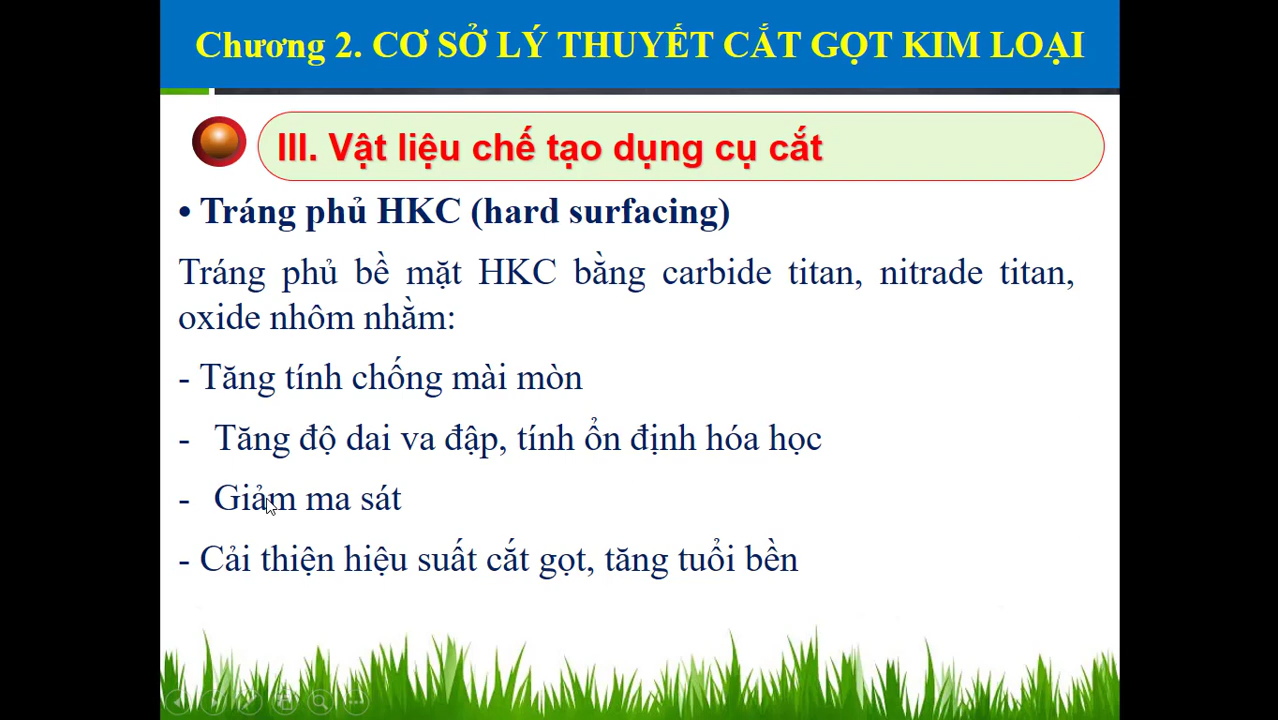 Chương 2. CƠ SỞ LÝ THUYẾT CẮT GỌT KIM LOẠI
III. Vật liệu chế tạo dụng cụ cắt
• Tráng phủ HKC (hard surfacing)
Tráng phủ bề mặt HKC bằng carbide titan, nitrade titan,
oxide nhôm nhằm:
- Tăng tính chống mài mòn
- Tăng độ dai va đập, tính ổn định hóa học
- Giảm ma sát
- Cải thiện hiệu suất cắt gọt, tăng tuổi bền